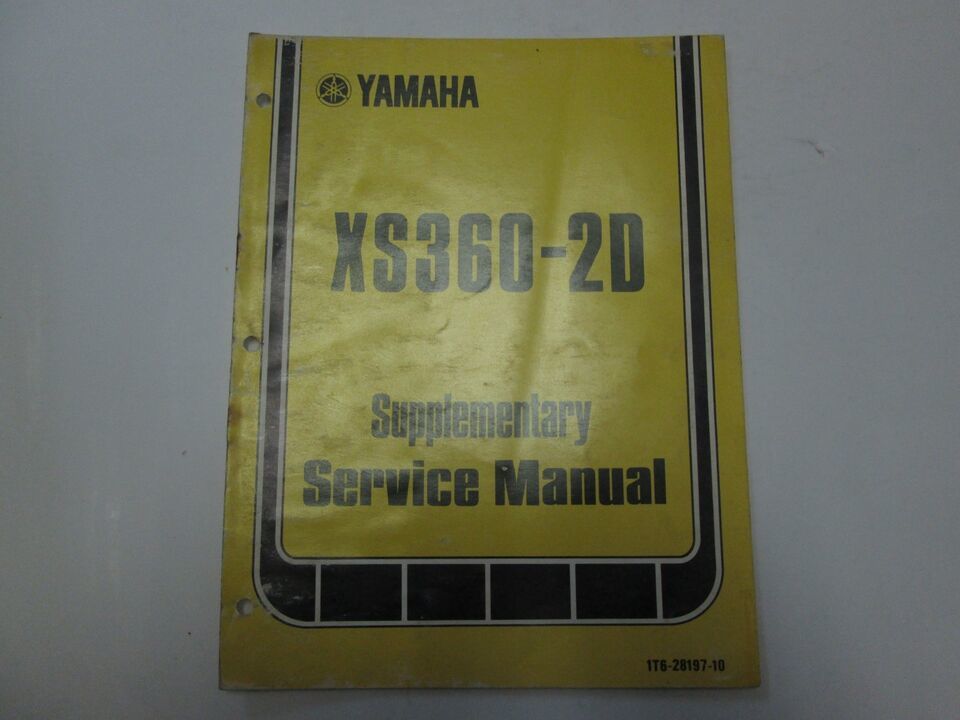 YAMAHA
XS360-2D
Supplementary
Service Manual
1T6-28197-10